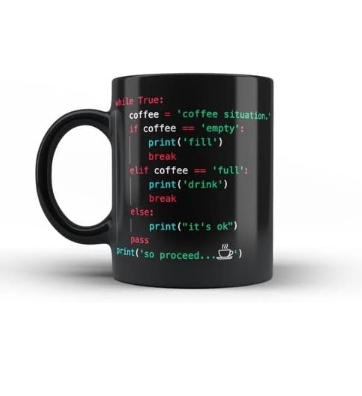 while True:
    coffee = 'coffee situation.'
    if coffee == 'empty':
        print('fill')
        break
    elif coffee == 'full':
        print('drink')
        break
    else:
        print("it's ok")
    pass
print('so proceed...☕')